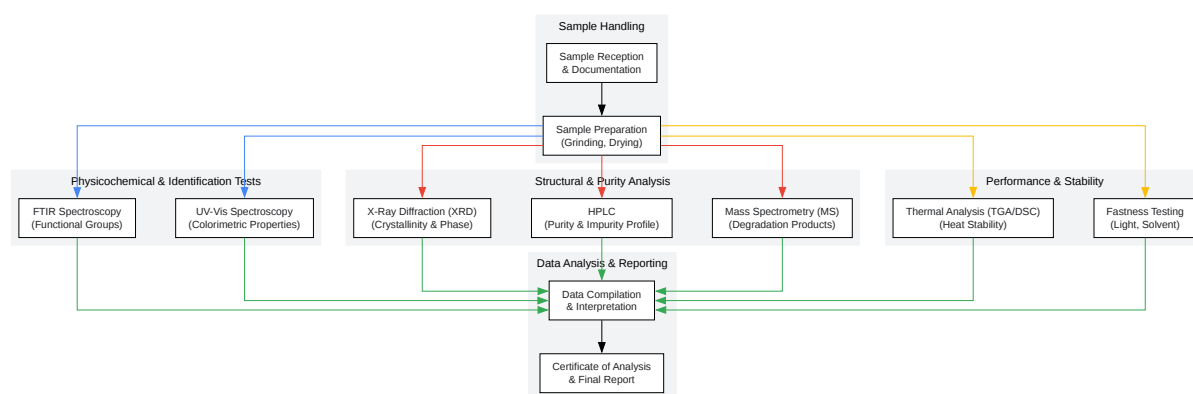 Sample Handling
Sample Reception
& Documentation
Sample Preparation
(Grinding, Drying)
Physicochemical & Identification Tests
FTIR Spectroscopy
(Functional Groups)
UV-Vis Spectroscopy
(Colorimetric Properties)
Structural & Purity Analysis
X-Ray Diffraction (XRD)
(Crystallinity & Phase)
HPLC
(Purity & Impurity Profile)
Mass Spectrometry (MS)
(Degradation Products)
Performance & Stability
Thermal Analysis (TGA/DSC)
(Heat Stability)
Fastness Testing
(Light, Solvent)
Data Analysis & Reporting
Data Compilation
& Interpretation
Certificate of Analysis
& Final Report